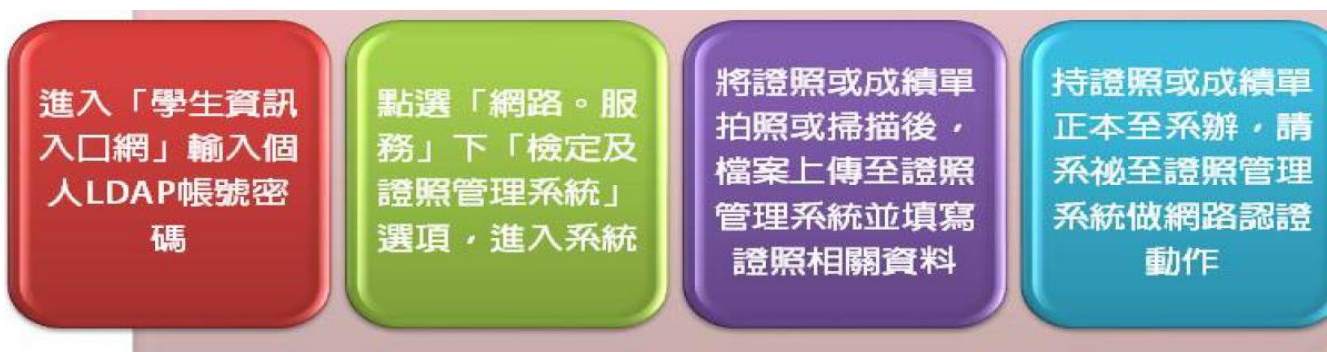 進入「學生資訊
入口網」輸入個
人LDAP帳號密
碼
點選「網路。服
務」下「檢定及
證照管理系統」
選項，進入系統
將證照或成績單
拍照或掃描後，
檔案上傳至證照
管理系統並填寫
證照相關資料
持證照或成績單
正本至系辦，請
系祕至證照管理
系統做網路認證
動作